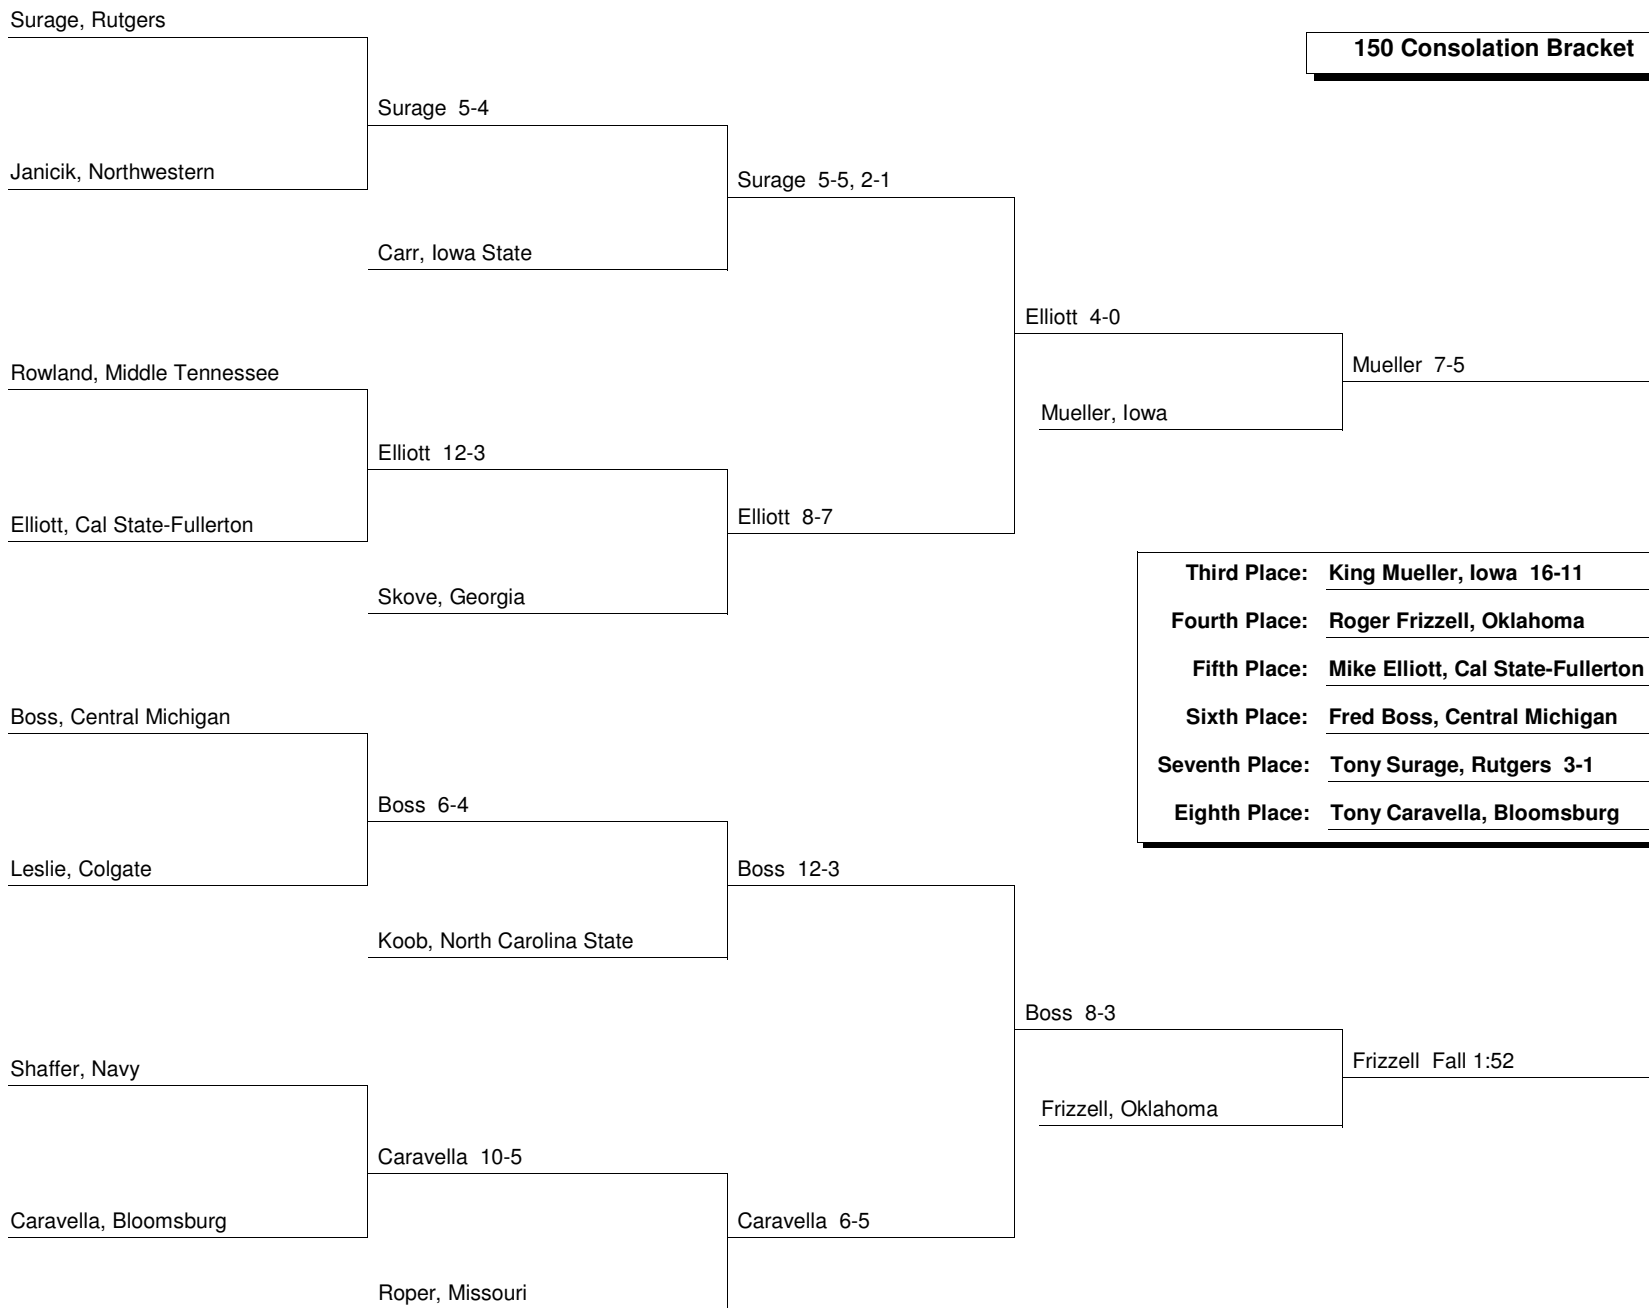 Surage, Rutgers
150 Consolation Bracket
Surage 5-4
Janicik, Northwestern
Surage 5-5, 2-1
Carr, Iowa State
Elliott 4-0
Rowland, Middle Tennessee
Mueller 7-5
Mueller, Iowa
Elliott 12-3
Elliott, Cal State-Fullerton
Elliott 8-7
Skove, Georgia
Third Place: King Mueller, Iowa 16-11
Fourth Place: Roger Frizzell, Oklahoma
Fifth Place: Mike Elliott, Cal State-Fullerton
Sixth Place: Fred Boss, Central Michigan
Seventh Place: Tony Surage, Rutgers 3-1
Eighth Place: Tony Caravella, Bloomsburg
Boss, Central Michigan
Boss 6-4
Leslie, Colgate
Boss 12-3
Koob, North Carolina State
Boss 8-3
Shaffer, Navy
Frizzell Fall 1:52
Frizzell, Oklahoma
Caravella 10-5
Caravella, Bloomsburg
Caravella 6-5
Roper, Missouri